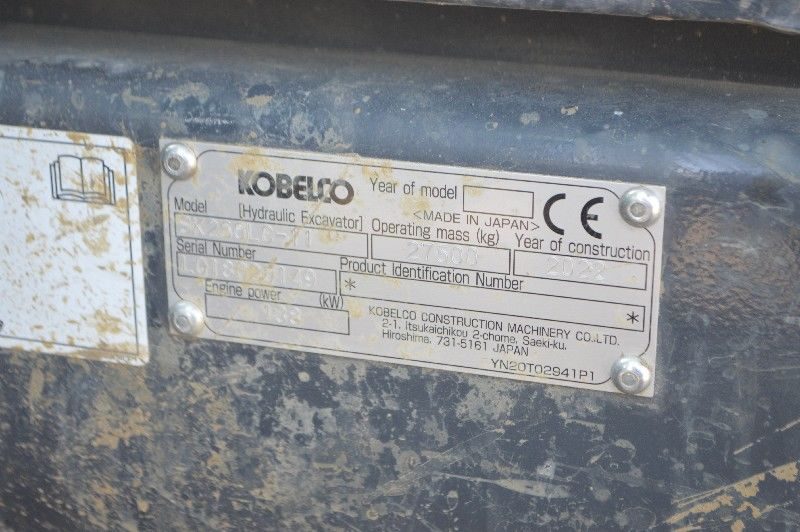 KOBELCO
Year of model
<MADE IN JAPAN>
CE
Model [Hydraulic Excavator]
Operating mass (kg)
Year of construction
2022
Serial Number
Product Identification Number
* *
Engine power (kW)
KOBELCO CONSTRUCTION MACHINERY CO.,LTD.
2-1, Itsukaichikou 2-chome, Saeki-ku,
Hiroshima, 731-5161 JAPAN
YN20T02941P1